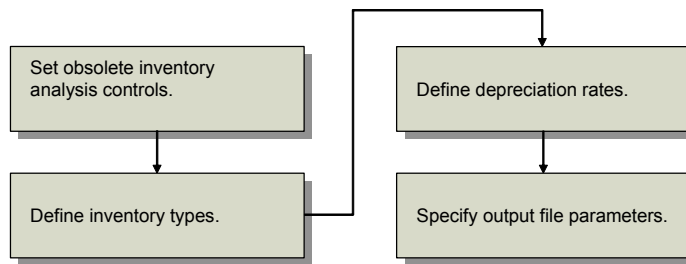 Set obsolete inventory
analysis controls.
Define inventory types.
Define depreciation rates.
Specify output file parameters.